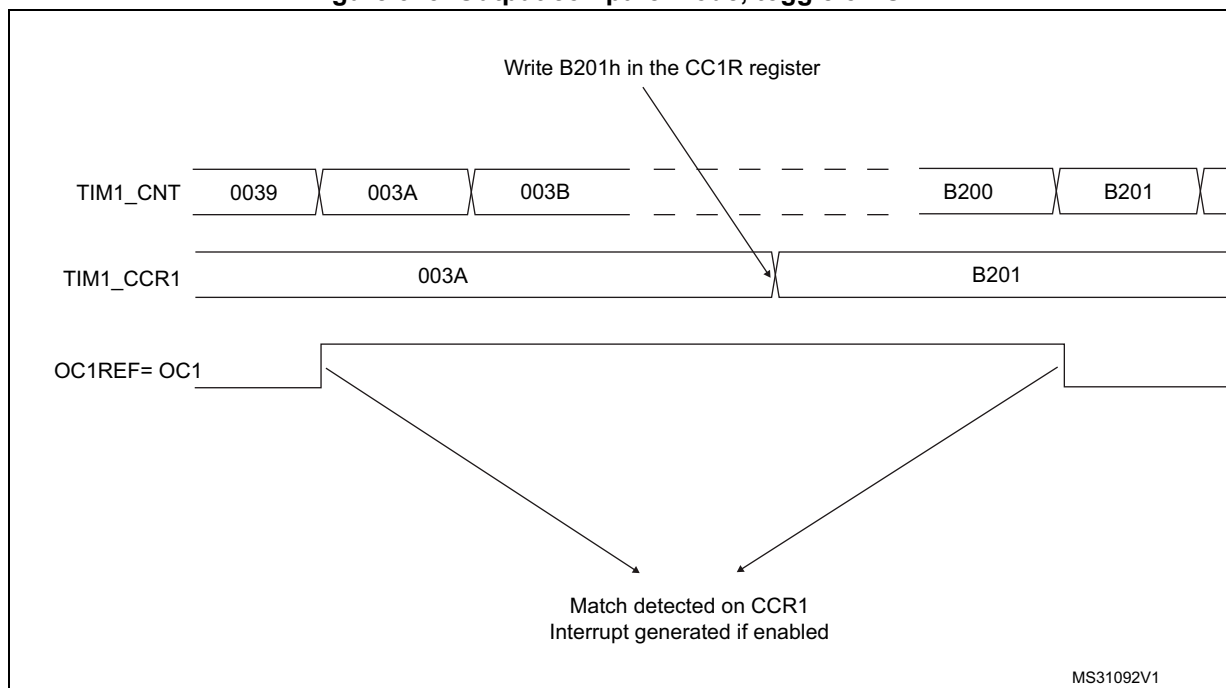 Write B201h in the CC1R register
TIM1_CNT 0039 003A 003B B200 B201
TIM1_CCR1 003A B201
OC1REF= OC1
Match detected on CCR1
Interrupt generated if enabled
MS31092V1